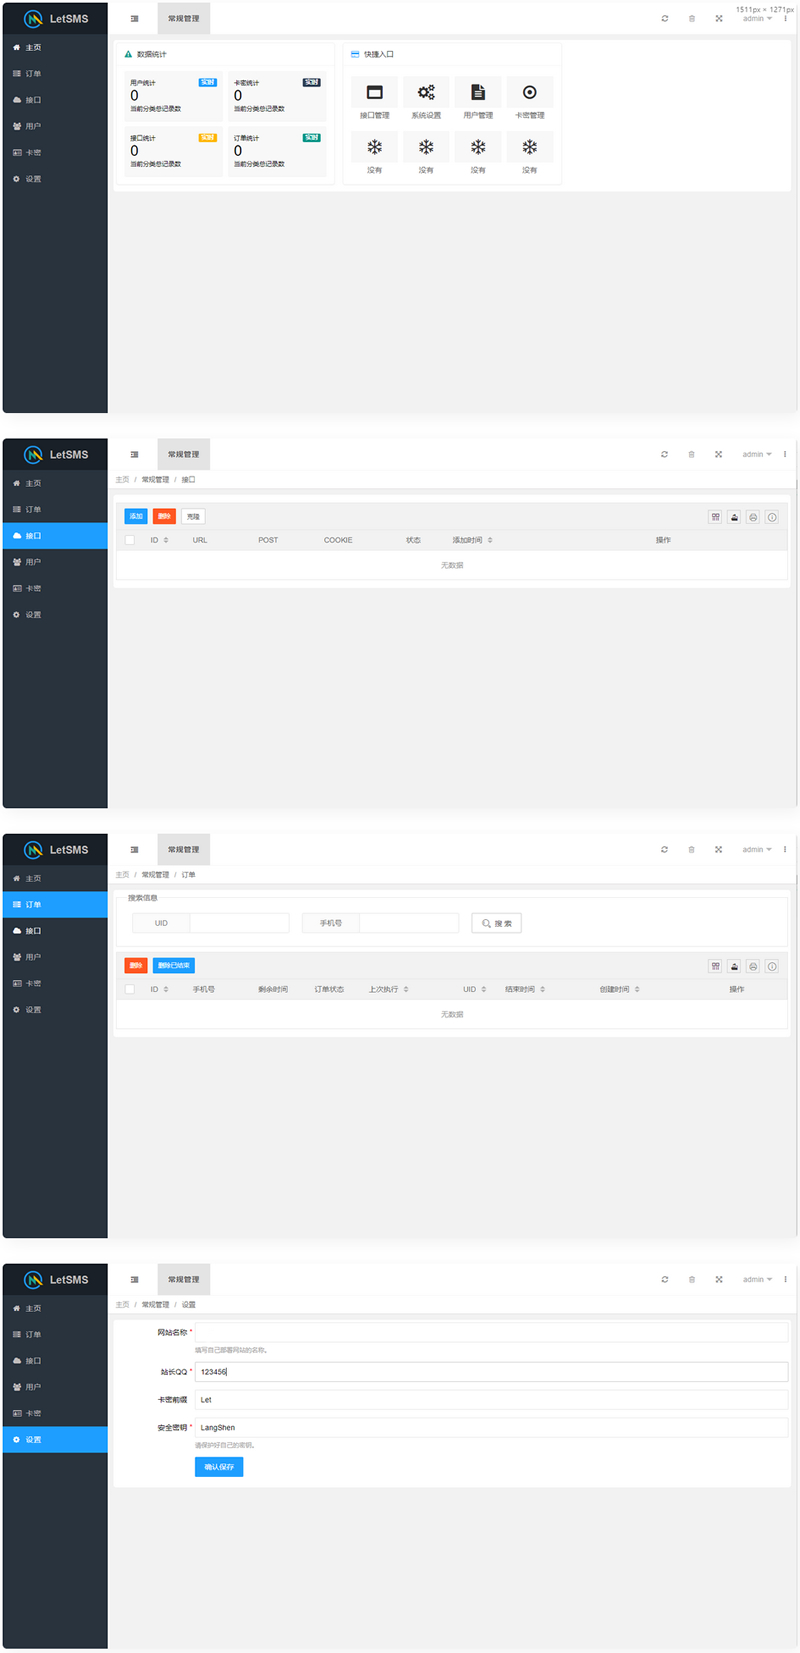 1511px × 1271px
LetSMS
常规管理
admin
主页
订单
接口
用户
卡密
设置
数据统计
用户统计 实时
0
当前分类总记录数
卡密统计 实时
0
当前分类总记录数
接口统计 实时
0
当前分类总记录数
订单统计 实时
0
当前分类总记录数
快捷入口
接口管理 系统设置 用户管理 卡密管理
没有 没有 没有 没有
LetSMS
常规管理
admin
主页
订单
接口
用户
卡密
设置
主页 / 常规管理 / 接口
添加 删除 克隆
ID URL POST COOKIE 状态 添加时间 操作
无数据
LetSMS
常规管理
admin
主页
订单
接口
用户
卡密
设置
主页 / 常规管理 / 订单
搜索信息
UID 手机号 搜 索
删除 删除已结束
ID 手机号 剩余时间 订单状态 上次执行 UID 结束时间 创建时间 操作
无数据
LetSMS
常规管理
admin
主页
订单
接口
用户
卡密
设置
主页 / 常规管理 / 设置
网站名称 *
填写自己部署网站的名称。
站长QQ * 123456
卡密前缀 Let
安全密钥 * LangShen
请保护好自己的密钥。
确认保存